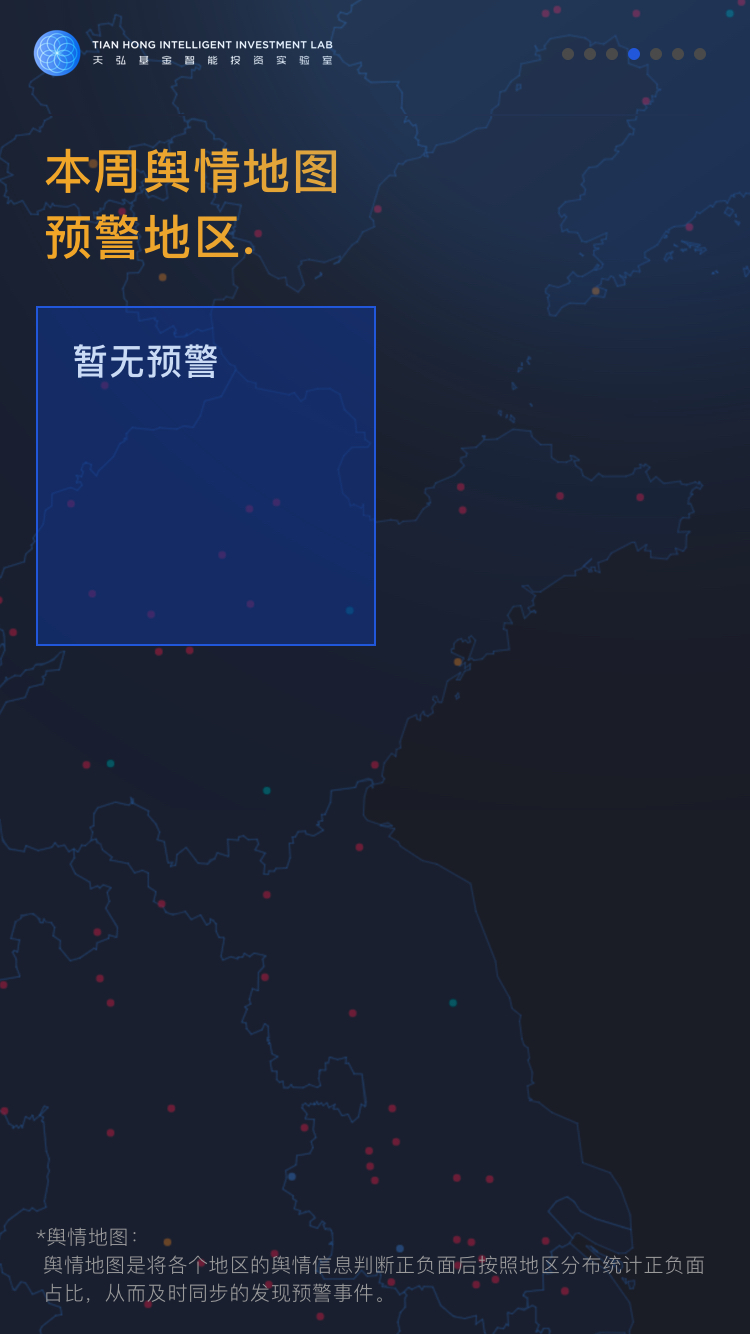 TIAN HONG INTELLIGENT INVESTMENT LAB
天弘基金智能投资实验室
本周舆情地图
预警地区.
暂无预警
*舆情地图：
舆情地图是将各个地区的舆情信息判断正负面后按照地区分布统计正负面
占比，从而及时同步的发现预警事件。